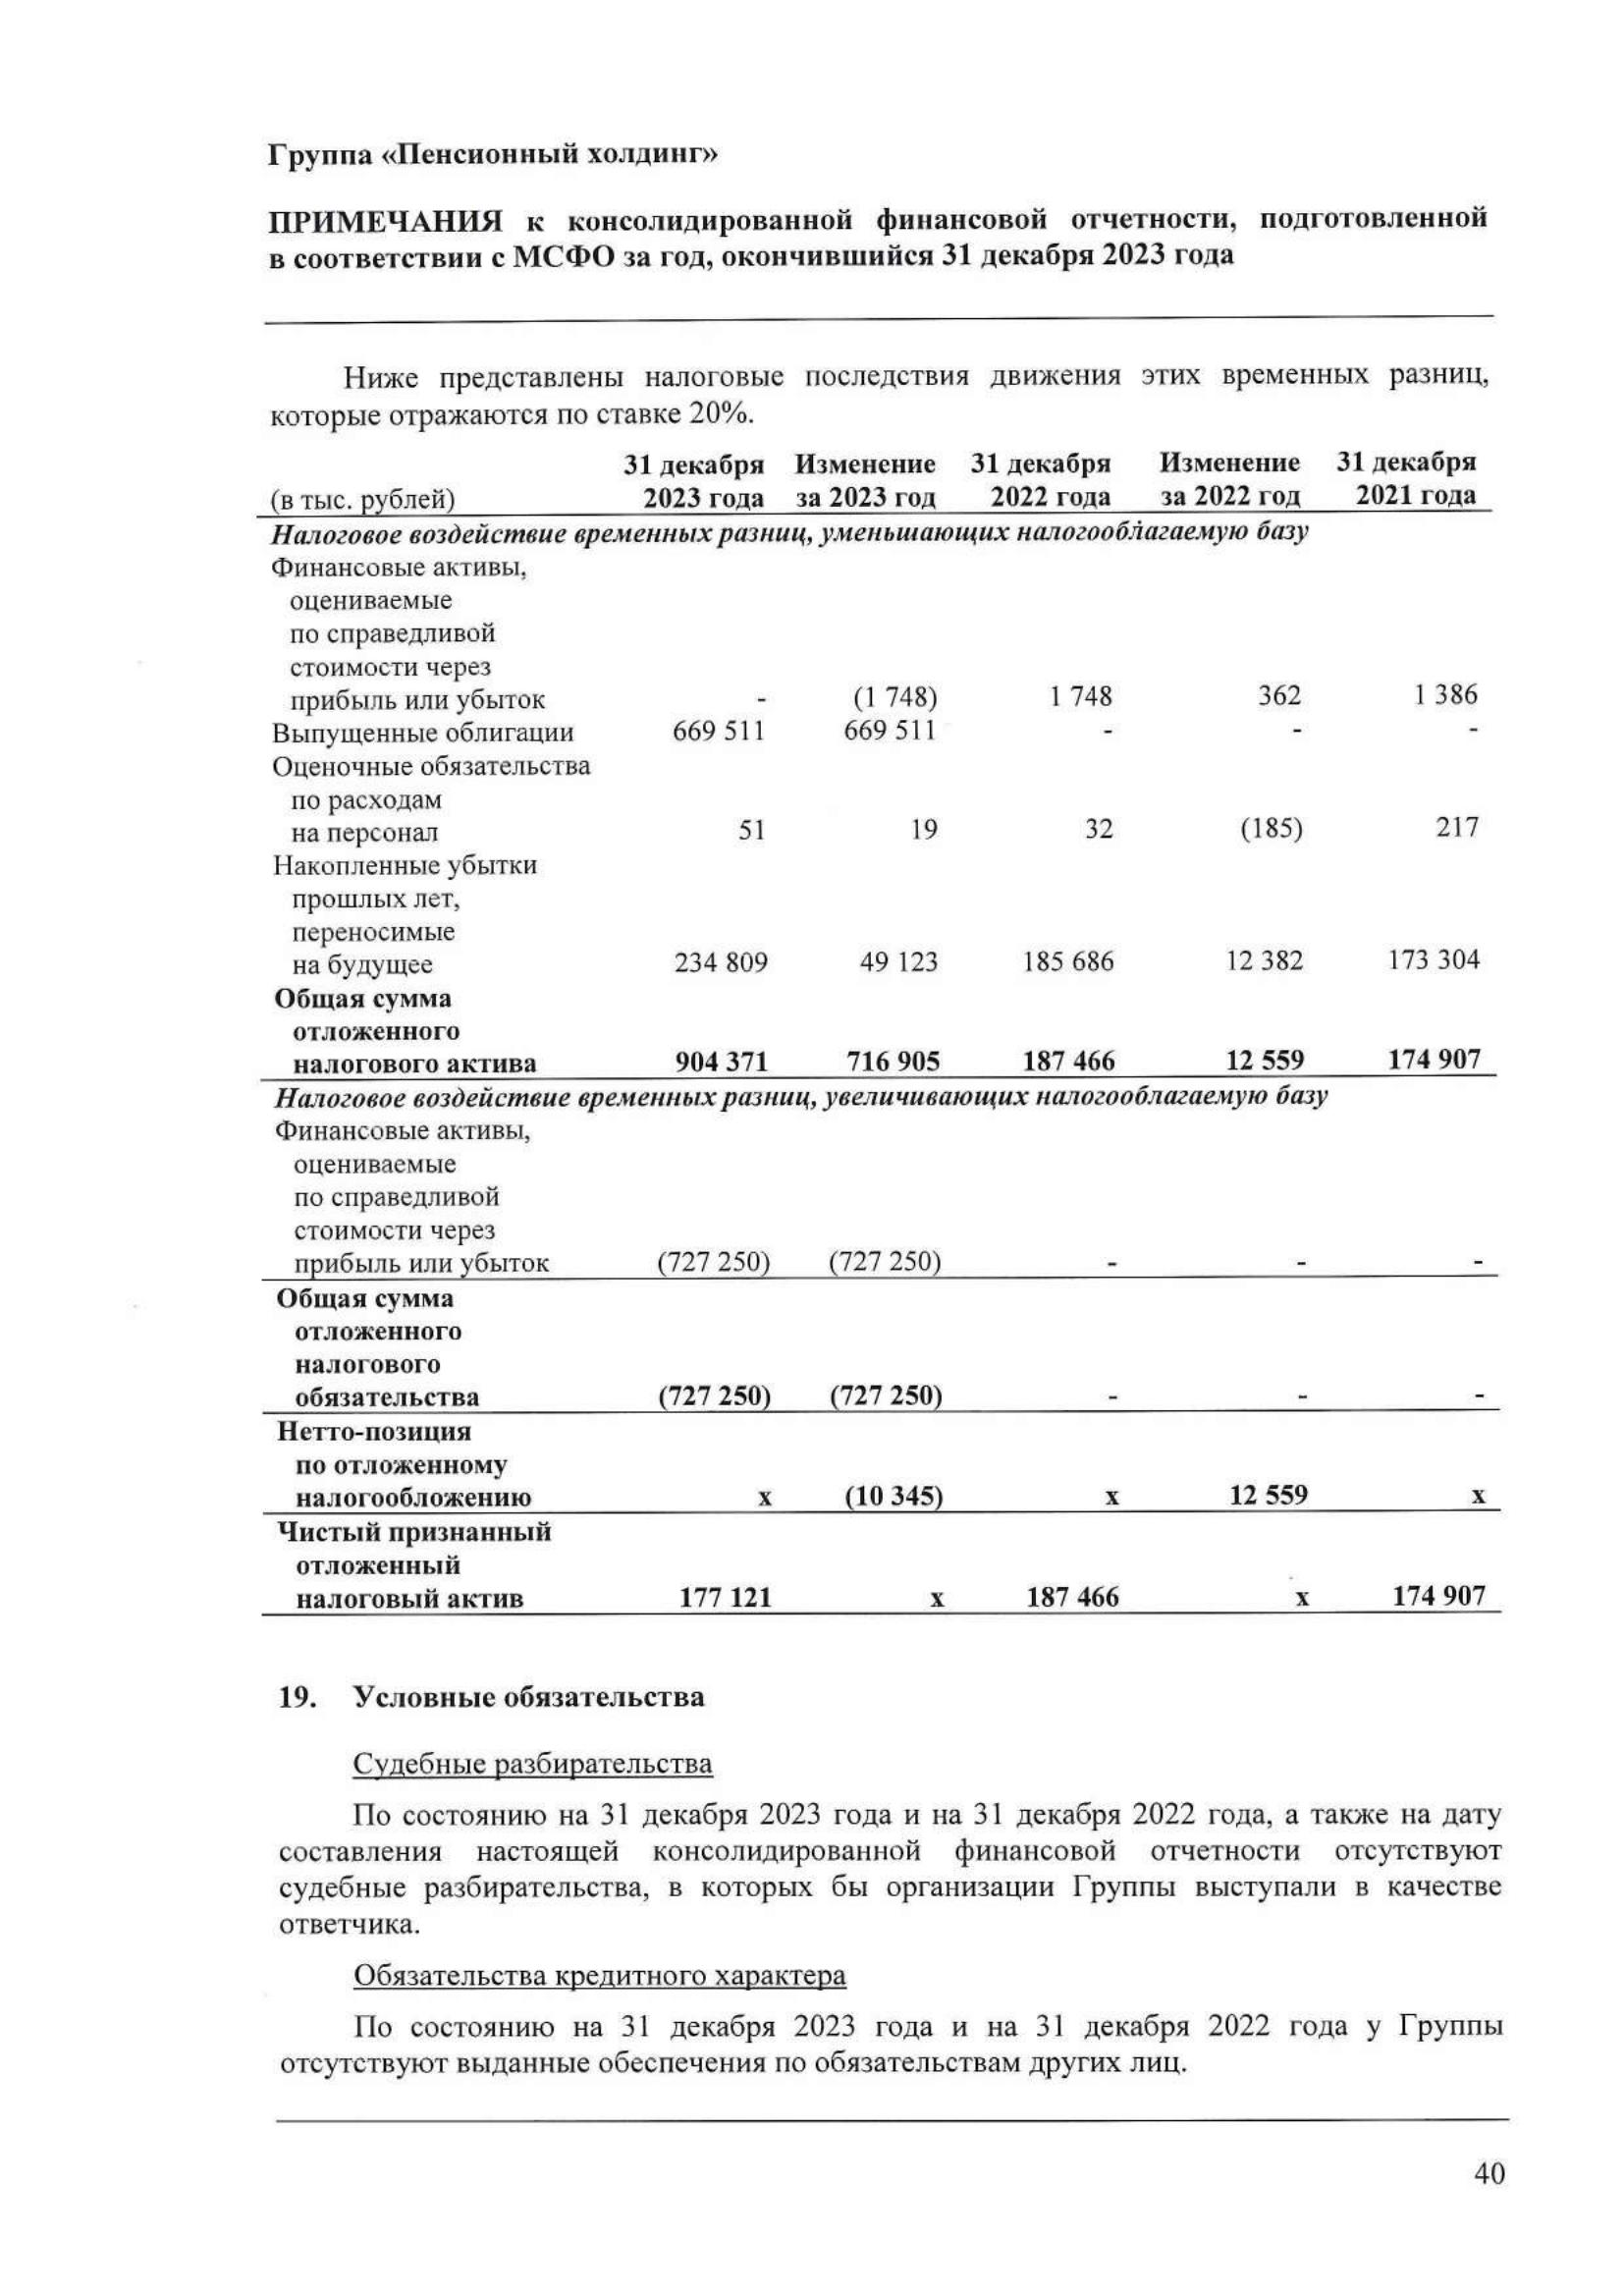 Группа «Пенсионный холдинг»
ПРИМЕЧАНИЯ к консолидированной финансовой отчетности, подготовленной
в соответствии с МСФО за год, окончившийся 31 декабря 2023 года
Ниже представлены налоговые последствия движения этих временных разниц,
которые отражаются по ставке 20%.
31 декабря Изменение 31 декабря Изменение 31 декабря
(в тыс. рублей) 2023 года за 2023 год 2022 года за 2022 год 2021 года
Налоговое воздействие временных разниц, уменьшающих налогооблагаемую базу
Финансовые активы,
оцениваемые
по справедливой
стоимости через
прибыль или убыток - (1 748) 1 748 362 1 386
Выпущенные облигации 669 511 669 511 - - -
Оценочные обязательства
по расходам
на персонал 51 19 32 (185) 217
Накопленные убытки
прошлых лет,
переносимые
на будущее 234 809 49 123 185 686 12 382 173 304
Общая сумма
отложенного
налогового актива 904 371 716 905 187 466 12 559 174 907
Налоговое воздействие временных разниц, увеличивающих налогооблагаемую базу
Финансовые активы,
оцениваемые
по справедливой
стоимости через
прибыль или убыток (727 250) (727 250) - - -
Общая сумма
отложенного
налогового
обязательства (727 250) (727 250) - - -
Нетто-позиция
по отложенному
налогообложению х (10 345) х 12 559 х
Чистый признанный
отложенный
налоговый актив 177 121 х 187 466 х 174 907
19. Условные обязательства
Судебные разбирательства
По состоянию на 31 декабря 2023 года и на 31 декабря 2022 года, а также на дату
составления настоящей консолидированной финансовой отчетности отсутствуют
судебные разбирательства, в которых бы организации Группы выступали в качестве
ответчика.
Обязательства кредитного характера
По состоянию на 31 декабря 2023 года и на 31 декабря 2022 года у Группы
отсутствуют выданные обеспечения по обязательствам других лиц.
40